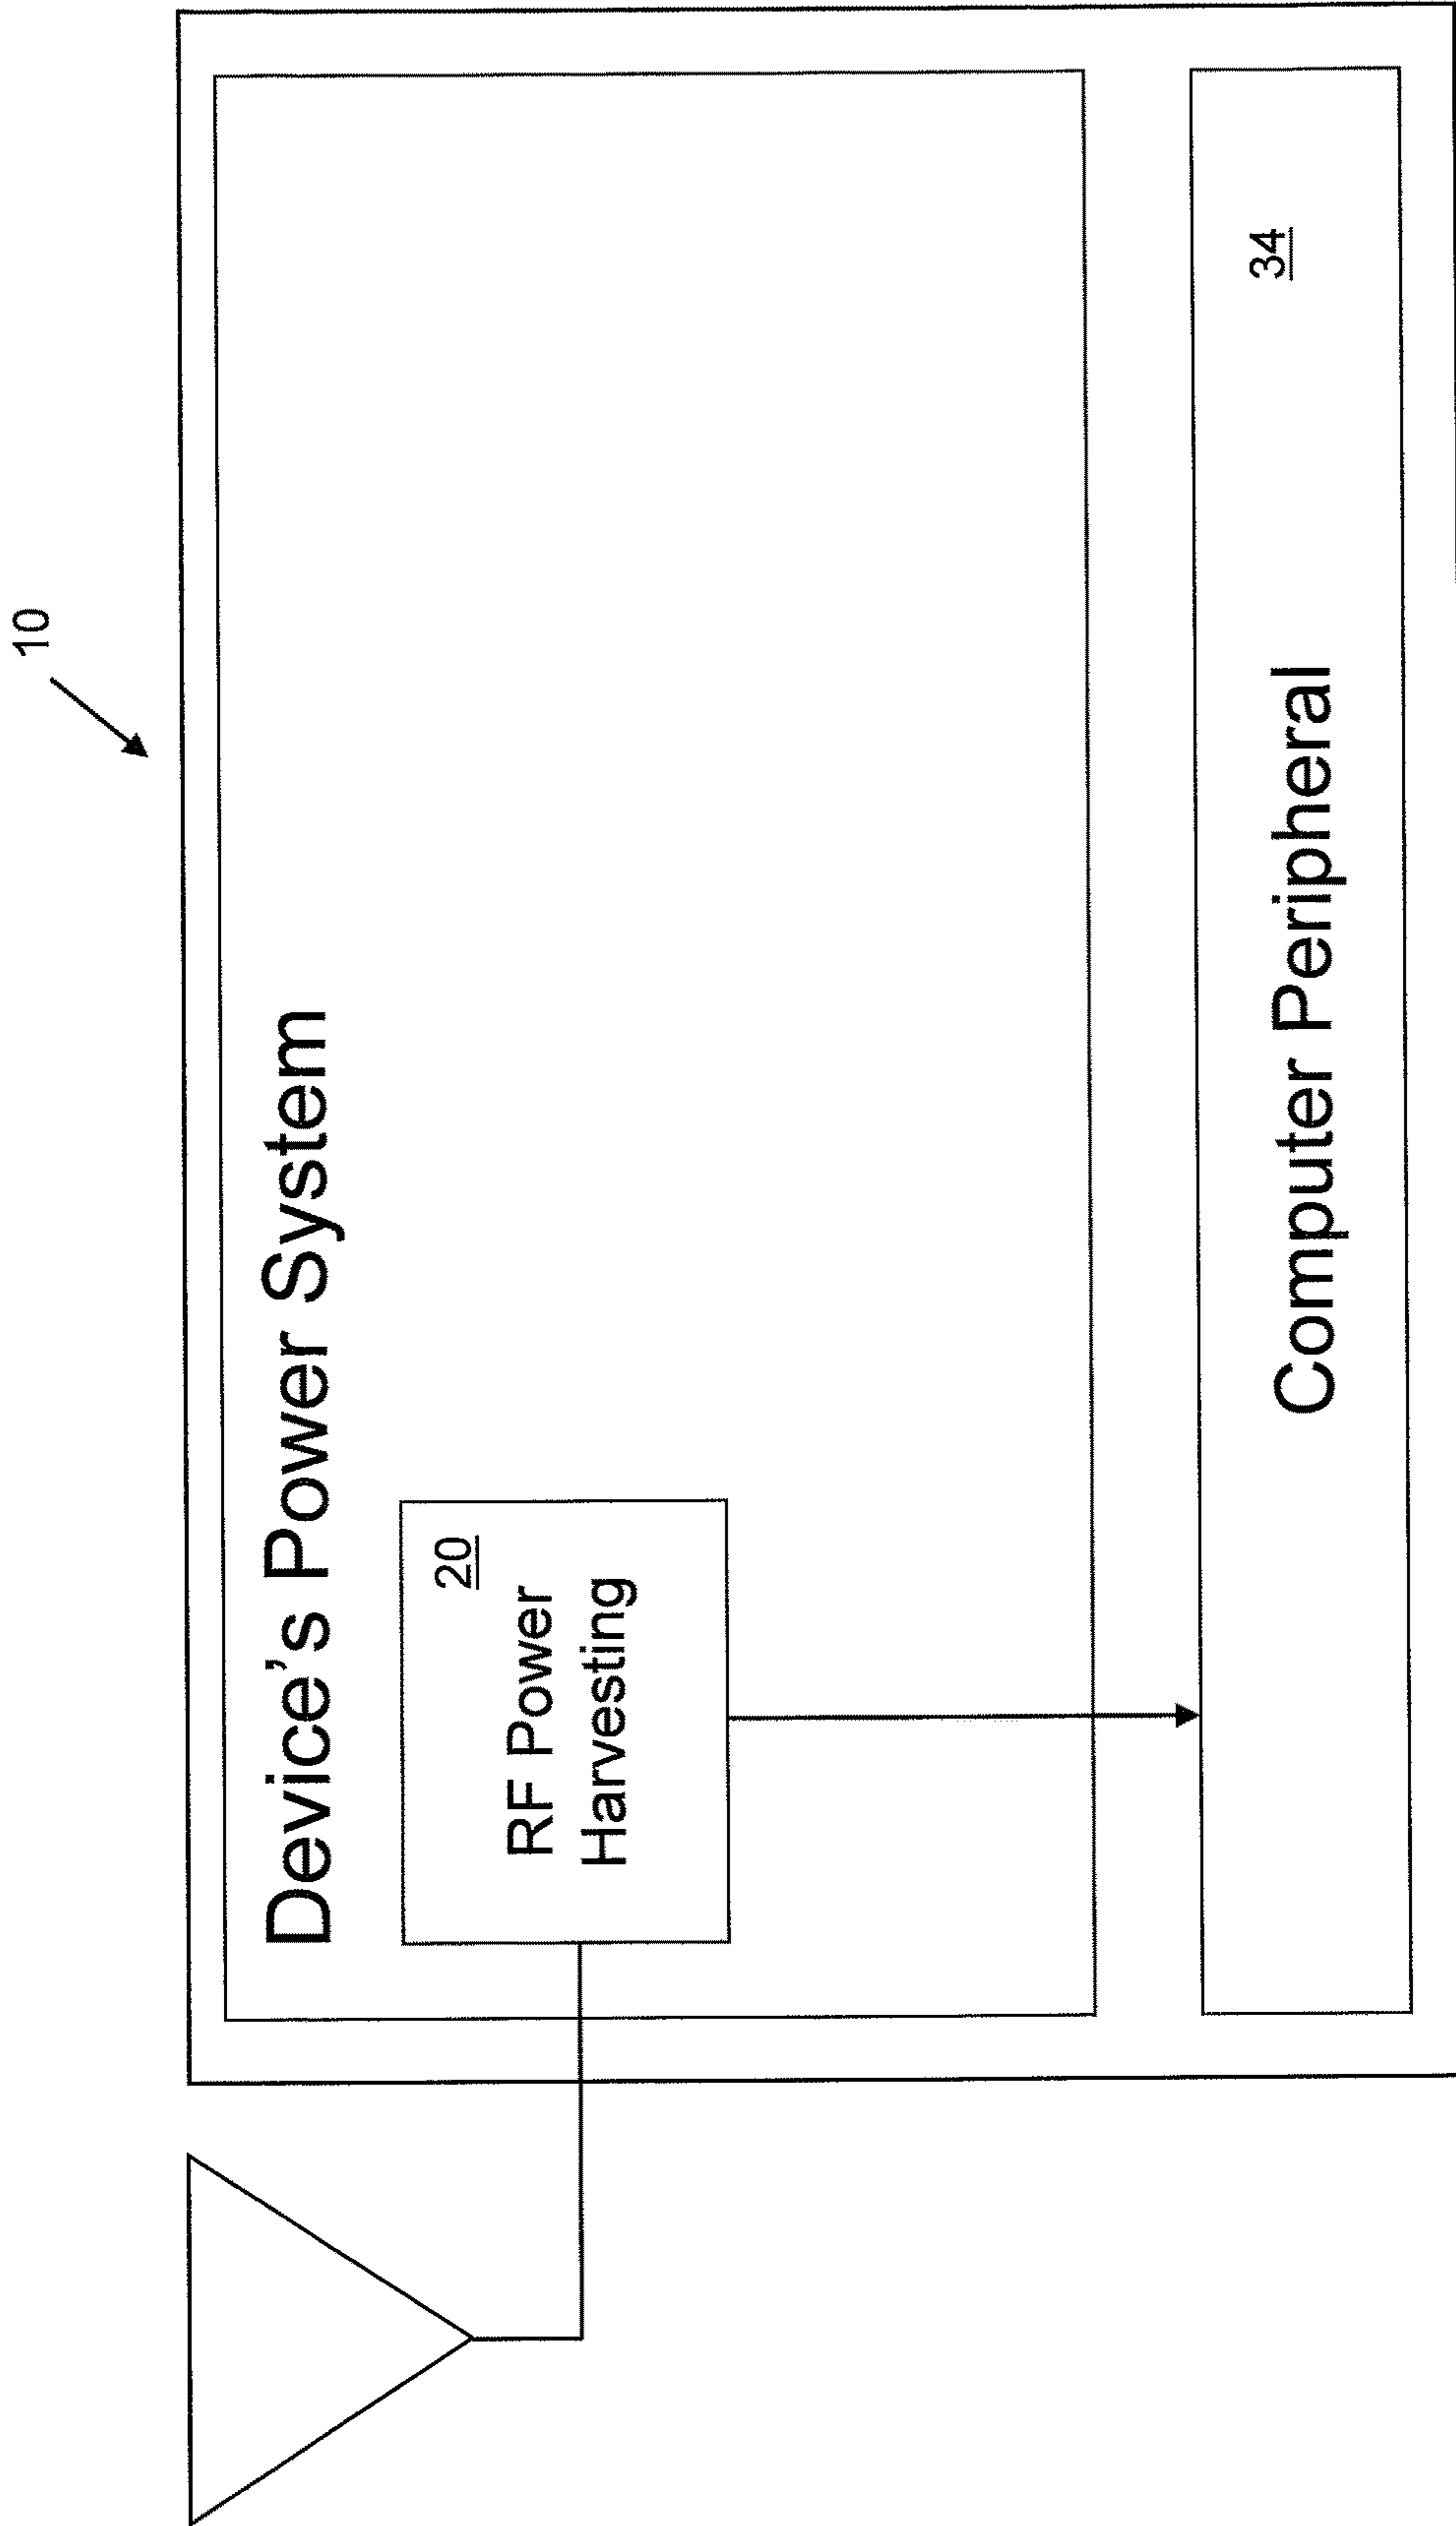 10
Device's Power System
20
RF Power
Harvesting
34
Computer Peripheral